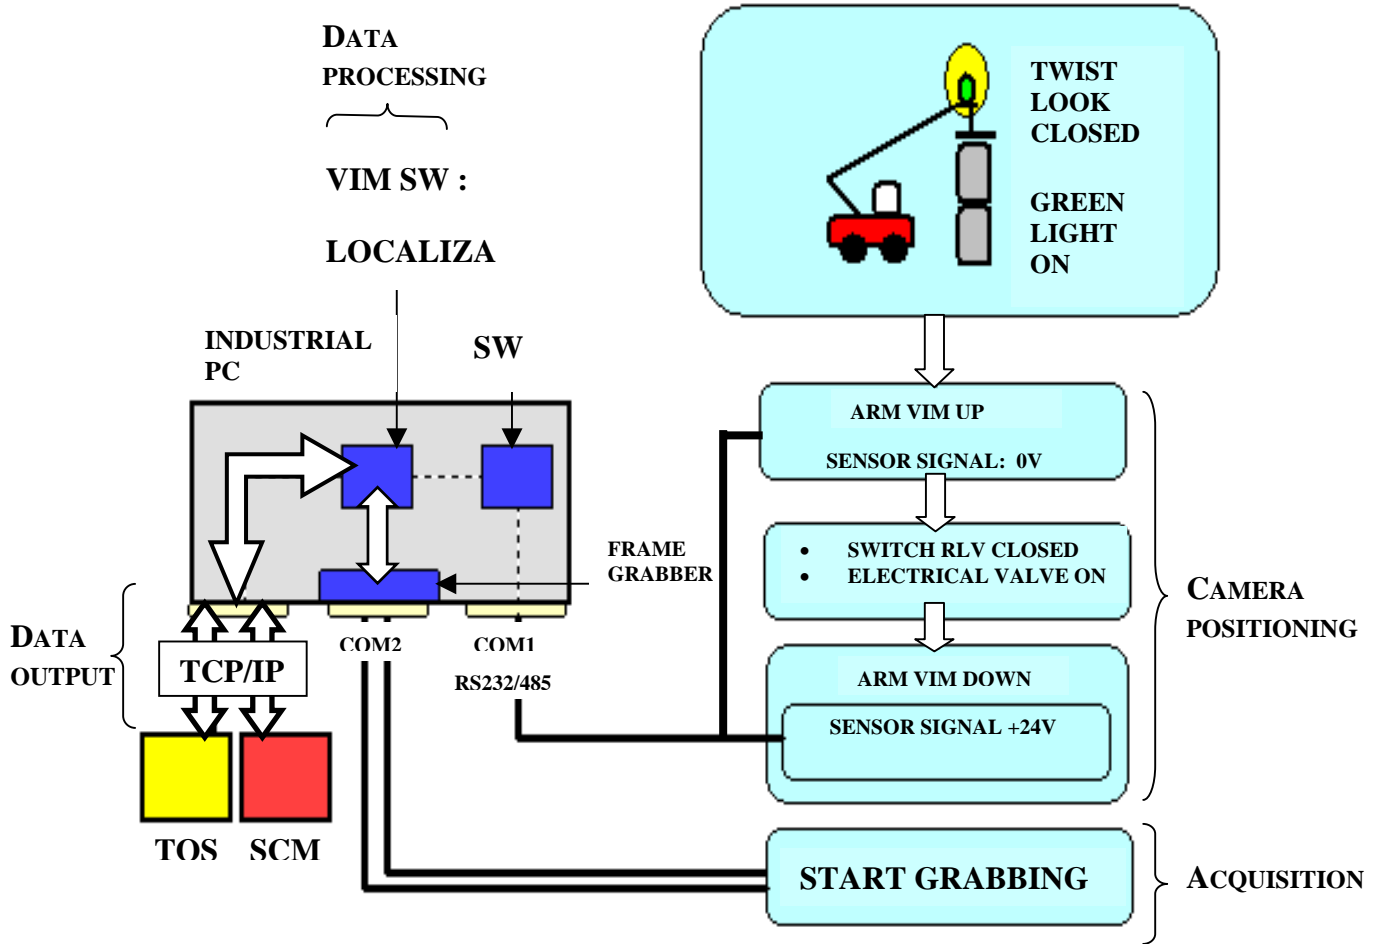 DATA
PROCESSING
VIM SW :
LOCALIZA
INDUSTRIAL
PC
SW
TWIST
LOOK
CLOSED
GREEN
LIGHT
ON
ARM VIM UP
SENSOR SIGNAL: 0V
• SWITCH RLV CLOSED
• ELECTRICAL VALVE ON
ARM VIM DOWN
SENSOR SIGNAL +24V
CAMERA
POSITIONING
FRAME
GRABBER
DATA
OUTPUT
TCP/IP
COM2
COM1
RS232/485
TOS
SCM
START GRABBING
ACQUISITION